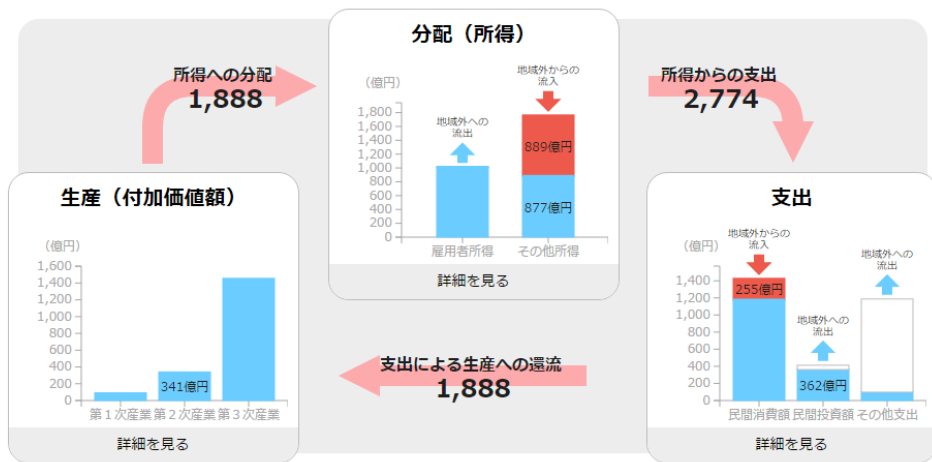 分配（所得）
所得への分配
1,888
（億円）
1,800
1,600
1,400
1,200
1,000
800
600
400
200
0
地域外への
流出
地域外からの
流入
889億円
877億円
雇用者所得
その他所得
詳細を見る
所得からの支出
2,774
生産（付加価値額）
（億円）
1,600
1,400
1,200
1,000
800
600
400
200
0
341億円
第１次産業
第２次産業
第３次産業
詳細を見る
支出による生産への還流
1,888
支出
（億円）
1,400
1,200
1,000
800
600
400
200
0
地域外からの
流入
255億円
地域外への
流出
362億円
地域外への
流出
民間消費額
民間投資額
その他支出
詳細を見る